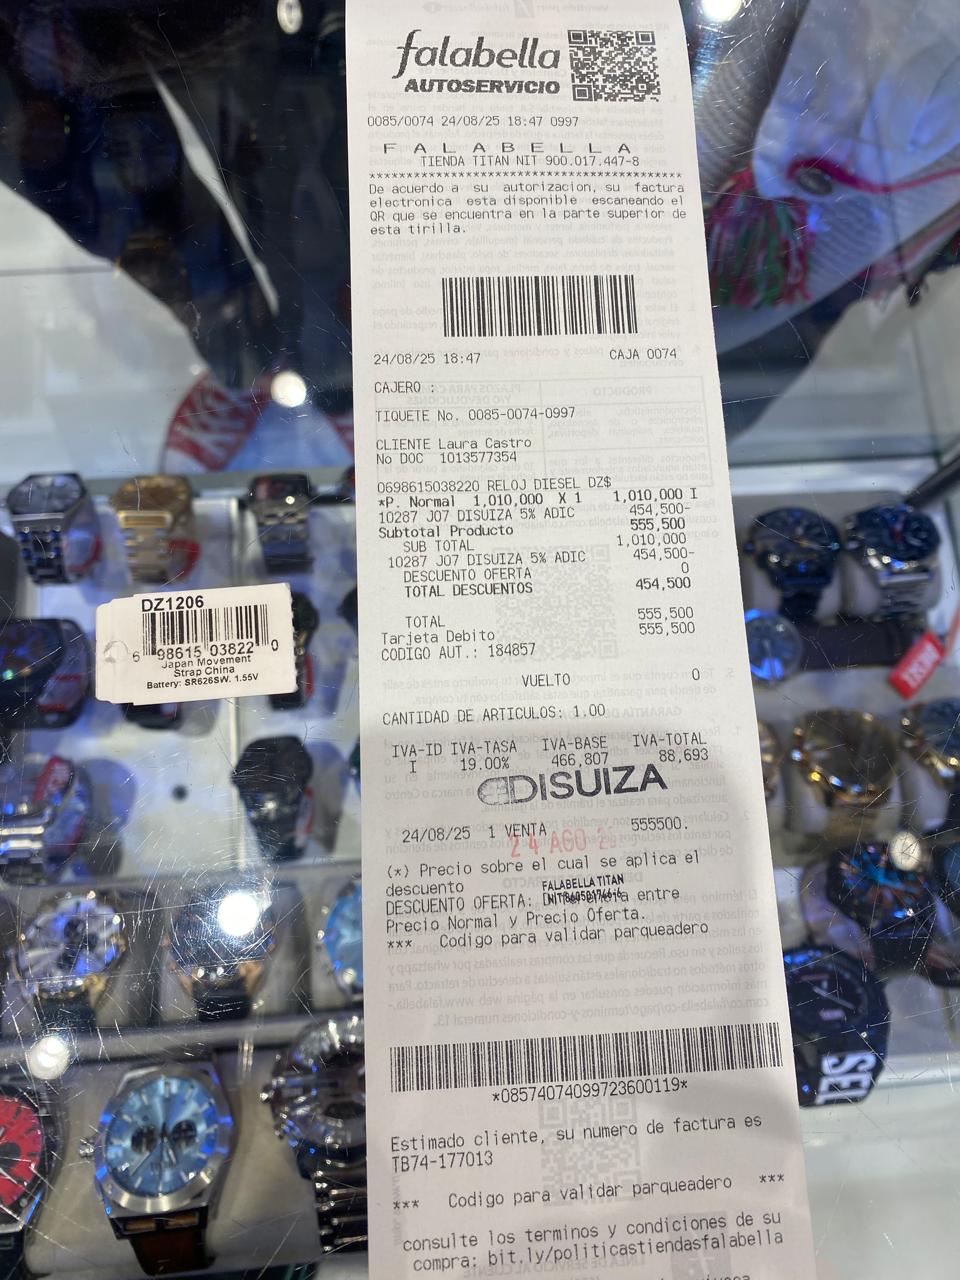 falabella
AUTOSERVICIO
0085/0074 24/08/25 18:47 0997
F A L A B E L L A
TIENDA TITAN NIT 900.017.447-8
******************************************
De acuerdo a su autorizacion, su factura
electronica esta disponible escaneando el
QR que se encuentra en la parte superior de
esta tirilla.
24/08/25 18:47 CAJA 0074
CAJERO :
TIQUETE No. 0085-0074-0997
CLIENTE Laura Castro
No DOC 1013577354
0698615038220 RELOJ DIESEL DZ$
*P. Normal 1,010,000 X 1 1,010,000 I
10287 J07 DISUIZA 5% ADIC 454,500-
Subtotal Producto 555,500
SUB TOTAL 1,010,000
10287 J07 DISUIZA 5% ADIC 454,500-
DESCUENTO OFERTA 0
TOTAL DESCUENTOS 454,500
TOTAL 555,500
Tarjeta Debito 555,500
CODIGO AUT.: 184857
VUELTO 0
CANTIDAD DE ARTICULOS: 1.00
IVA-ID IVA-TASA IVA-BASE IVA-TOTAL
I 19.00% 466,807 88,693
DISUIZA
24/08/25 1 VENTA 555500.
24 AGO
(*) Precio sobre el cual se aplica el
descuento
FALABELLA TITAN
DESCUENTO OFERTA: entre
Precio Normal y Precio Oferta.
*** Codigo para validar parqueadero
*08574074099723600119*
Estimado cliente, su numero de factura es
TB74-177013
*** Codigo para validar parqueadero ***
consulte los terminos y condiciones de su
compra: bit.ly/politicastiendasfalabella
DZ1206
6 98615 03822 0
Japan Movement
Strap China
Battery: SR626SW. 1.55V